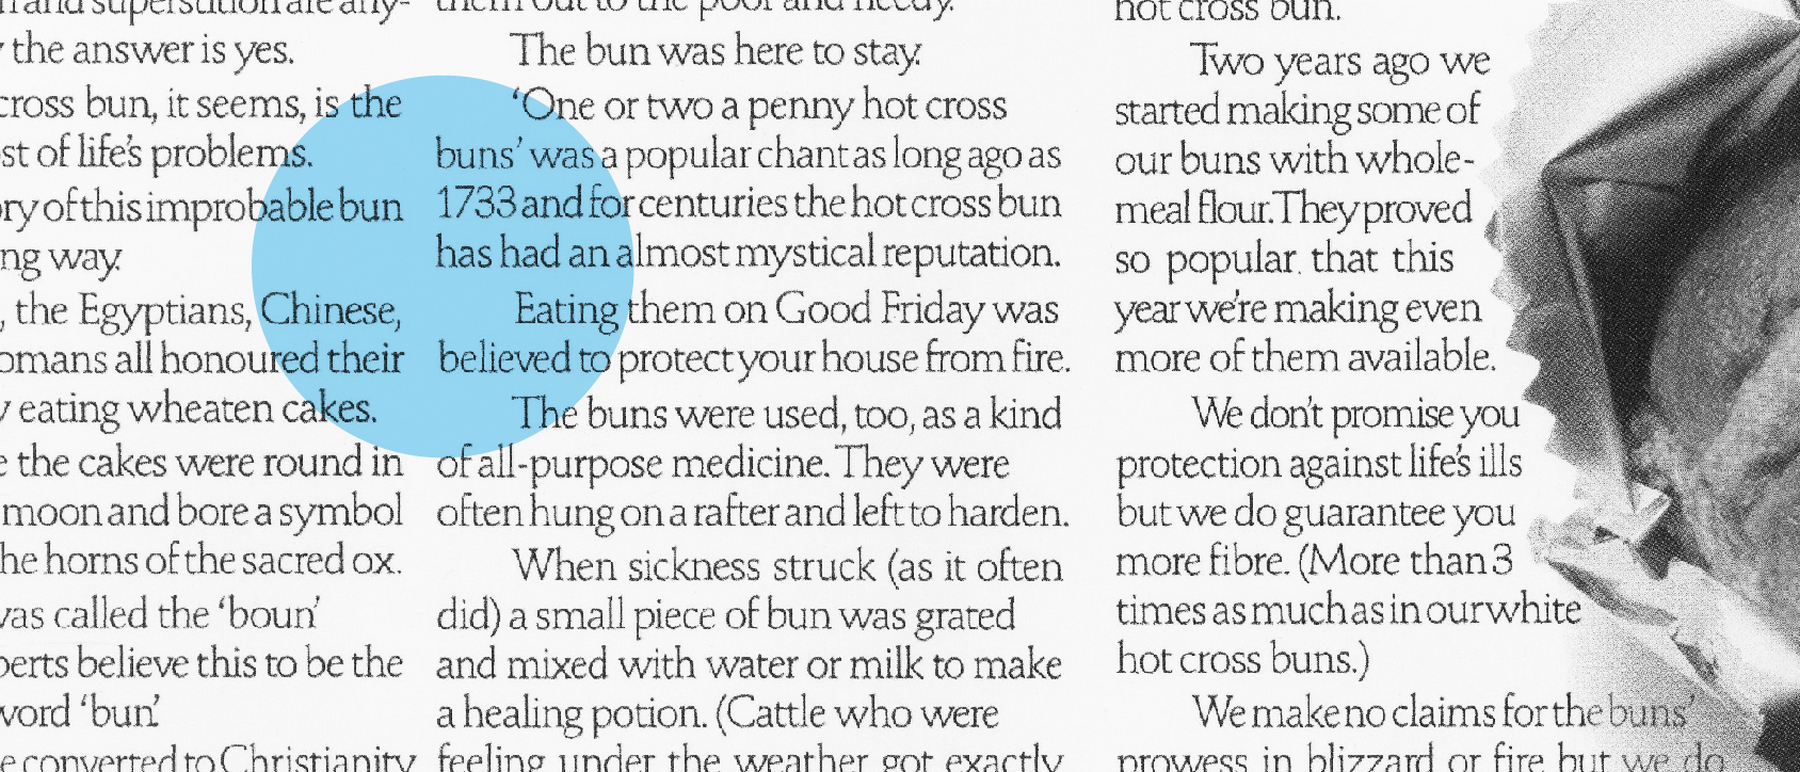 and superstition are any-
the answer is yes.
cross bun, it seems, is the
of life's problems.
of this improbable bun
way.
, the Egyptians, Chinese,
all honoured their
eating wheaten cakes.
the cakes were round in
moon and bore a symbol
horns of the sacred ox.
called the ‘boun’
believe this to be the
‘bun’.
converted to Christianity
them out to the poor and needy.
The bun was here to stay.
‘One or two a penny hot cross
buns’ was a popular chant as long ago as
1733 and for centuries the hot cross bun
has had an almost mystical reputation.
Eating them on Good Friday was
believed to protect your house from fire.
The buns were used, too, as a kind
of all-purpose medicine. They were
often hung on a rafter and left to harden.
When sickness struck (as it often
did) a small piece of bun was grated
and mixed with water or milk to make
a healing potion. (Cattle who were
feeling under the weather got exactly
hot cross bun.
Two years ago we
started making some of
our buns with whole-
meal flour. They proved
so popular. that this
year we're making even
more of them available.
We don't promise you
protection against life's ills
but we do guarantee you
more fibre. (More than 3
times as much as in our white
hot cross buns.)
We make no claims for the buns’
prowess in blizzard or fire but we do